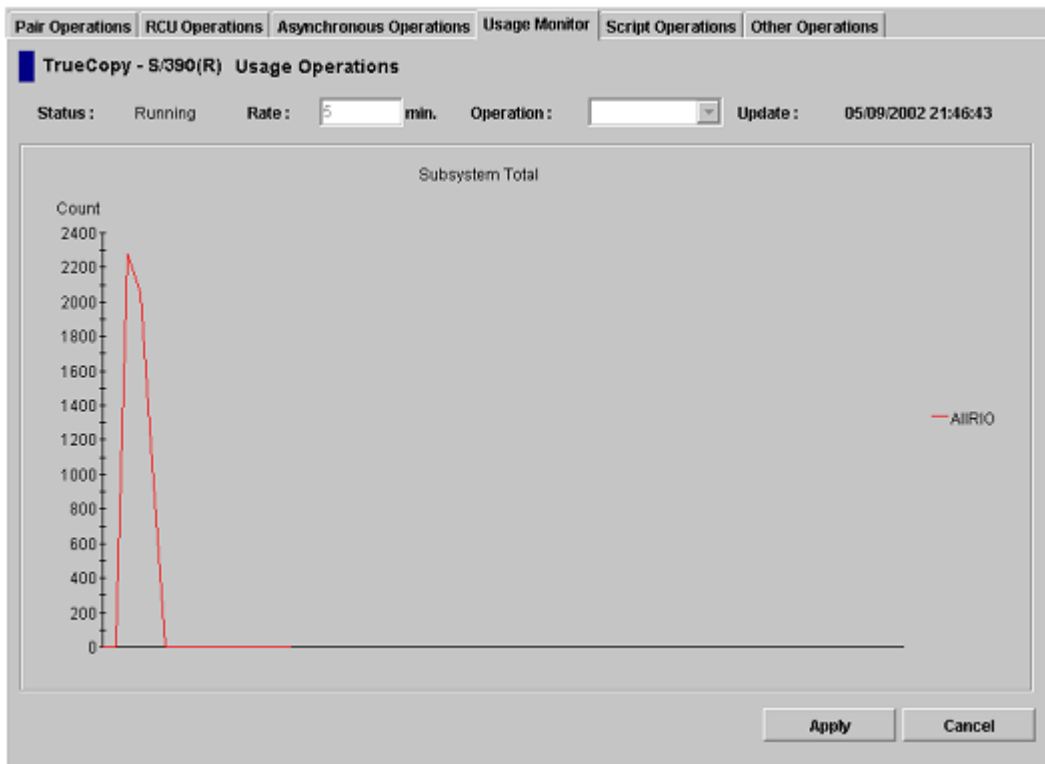 Pair Operations RCU Operations Asynchronous Operations Usage Monitor Script Operations Other Operations
TrueCopy - S/390(R) Usage Operations
Status : Running Rate : 5 min. Operation : Update : 05/09/2002 21:46:43
Subsystem Total
Count
2400
2200
2000
1800
1600
1400
AllRIO
1200
1000
800
600
400
200
0
Apply Cancel